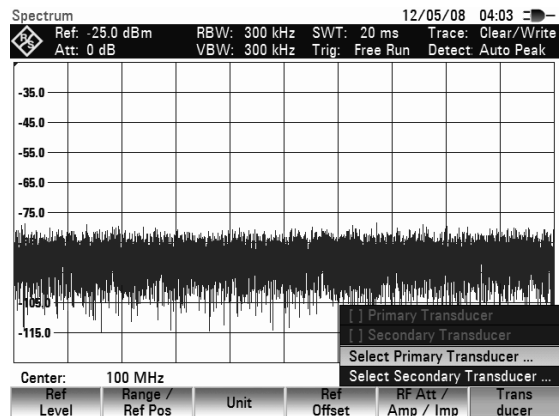 Spectrum 12/05/08 04:03
Ref: -25.0 dBm RBW: 300 kHz SWT: 20 ms Trace: Clear/Write
Att: 0 dB VBW: 300 kHz Trig: Free Run Detect: Auto Peak
-35.0
-45.0
-55.0
-65.0
-75.0
-105.0
-115.0
[ ] Primary Transducer
[ ] Secondary Transducer
Select Primary Transducer ...
Select Secondary Transducer ...
Center: 100 MHz
Ref Level
Range / Ref Pos
Unit
Ref Offset
RF Att / Amp / Imp
Trans ducer